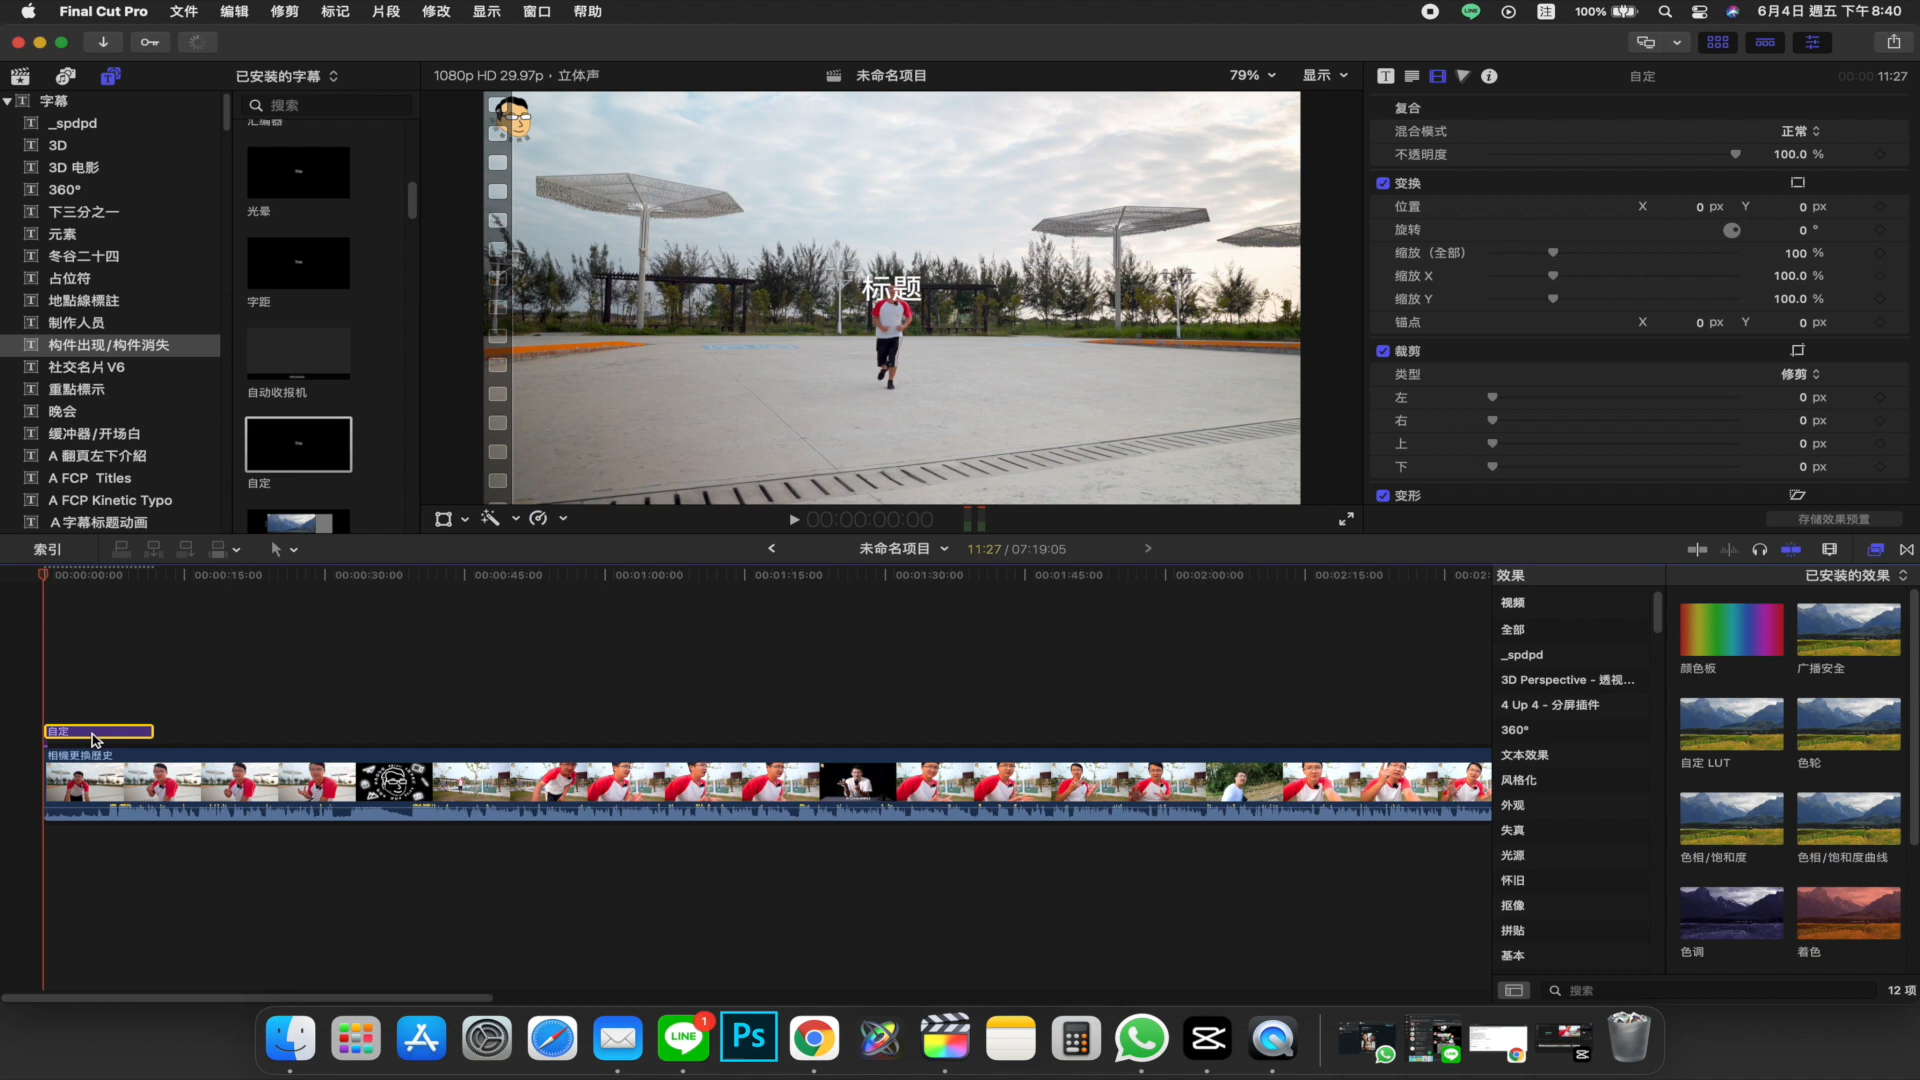 Final Cut Pro 文件 编辑 修剪 标记 片段 修改 显示 窗口 帮助
LINE 注 100% 6月4日 週五 下午8:40
已安装的字幕 1080p HD 29.97p · 立体声 未命名项目 79% 显示 自定 00:00:11:27
字幕 搜索
_spdpd
3D
3D 电影
360°
下三分之一
元素
冬谷二十四
占位符
地點線標註
制作人员
构件出现/构件消失
社交名片V6
重點標示
晚会
缓冲器/开场白
A 翻頁左下介紹
A FCP Titles
A FCP Kinetic Typo
A字幕标题动画
汇编器
光晕
字距
自动收报机
自定
标题
00:00:00:00
复合
混合模式 正常
不透明度 100.0 %
变换
位置 X 0 px Y 0 px
旋转 0 °
缩放（全部） 100 %
缩放 X 100.0 %
缩放 Y 100.0 %
锚点 X 0 px Y 0 px
裁剪
类型 修剪
左 0 px
右 0 px
上 0 px
下 0 px
变形
存储效果预置
索引 未命名项目 11:27 / 07:19:05
00:00:00:00 00:00:15:00 00:00:30:00 00:00:45:00 00:01:00:00 00:01:15:00 00:01:30:00 00:01:45:00 00:02:00:00 00:02:15:00 00:02:
自定
相機更換歷史
效果 已安装的效果
视频
全部
_spdpd
3D Perspective - 透视...
4 Up 4 - 分屏插件
360°
文本效果
风格化
外观
失真
光源
怀旧
抠像
拼贴
基本
颜色板 广播安全
自定 LUT 色轮
色相/饱和度 色相/饱和度曲线
色调 着色
搜索 12 项
LINE 1 Ps